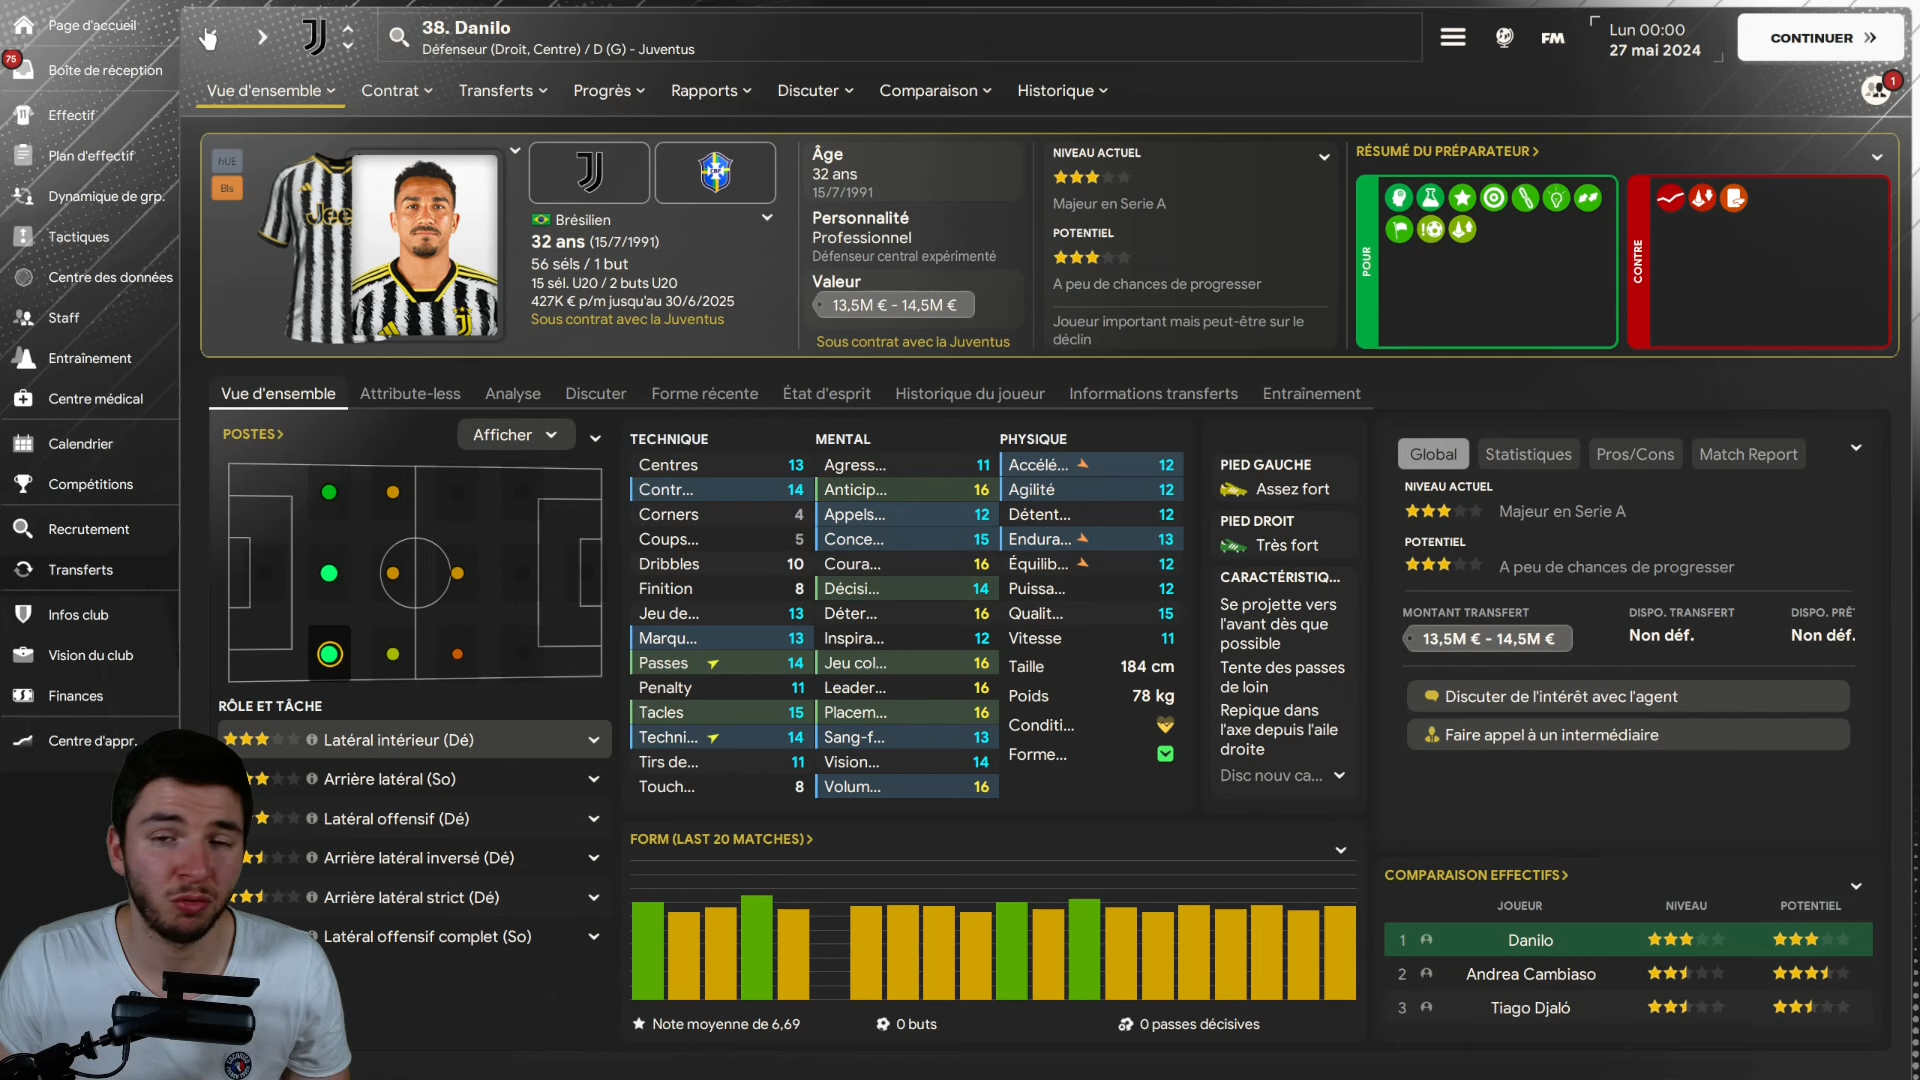 Page d'accueil
75
Boîte de réception
Effectif
Plan d'effectif
Dynamique de grp.
Tactiques
Centre des données
Staff
Entraînement
Centre médical
Calendrier
Compétitions
Recrutement
Transferts
Infos club
Vision du club
Finances
Centre d'appr.
38. Danilo
Défenseur (Droit, Centre) / D (G) - Juventus
FM
Lun 00:00
27 mai 2024
CONTINUER
1
Vue d'ensemble
Contrat
Transferts
Progrès
Rapports
Discuter
Comparaison
Historique
hUE
Bls
Jeep
Brésilien
32 ans (15/7/1991)
56 séls / 1 but
15 sél. U20 / 2 buts U20
427K € p/m jusqu'au 30/6/2025
Sous contrat avec la Juventus
Âge
32 ans
15/7/1991
Personnalité
Professionnel
Défenseur central expérimenté
Valeur
13,5M € - 14,5M €
Sous contrat avec la Juventus
NIVEAU ACTUEL
Majeur en Serie A
POTENTIEL
A peu de chances de progresser
Joueur important mais peut-être sur le
déclin
RÉSUMÉ DU PRÉPARATEUR
POUR
CONTRE
Vue d'ensemble
Attribute-less
Analyse
Discuter
Forme récente
État d'esprit
Historique du joueur
Informations transferts
Entraînement
POSTES
Afficher
RÔLE ET TÂCHE
Latéral intérieur (Dé)
Arrière latéral (So)
Latéral offensif (Dé)
Arrière latéral inversé (Dé)
Arrière latéral strict (Dé)
Latéral offensif complet (So)
TECHNIQUE
Centres 13
Contr... 14
Corners 4
Coups... 5
Dribbles 10
Finition 8
Jeu de... 13
Marqu... 13
Passes 14
Penalty 11
Tacles 15
Techni... 14
Tirs de... 11
Touch... 8
MENTAL
Agress... 11
Anticip... 16
Appels... 12
Conce... 15
Coura... 16
Décisi... 14
Déter... 16
Inspira... 12
Jeu col... 16
Leader... 16
Placem... 16
Sang-f... 13
Vision... 14
Volum... 16
PHYSIQUE
Accélé... 12
Agilité 12
Détent... 12
Endura... 13
Équilib... 12
Puissa... 12
Qualit... 15
Vitesse 11
Taille 184 cm
Poids 78 kg
Conditi...
Forme...
PIED GAUCHE
Assez fort
PIED DROIT
Très fort
CARACTÉRISTIQ...
Se projette vers
l'avant dès que
possible
Tente des passes
de loin
Repique dans
l'axe depuis l'aile
droite
Disc nouv ca...
FORM (LAST 20 MATCHES)
Note moyenne de 6,69
0 buts
0 passes décisives
Global
Statistiques
Pros/Cons
Match Report
NIVEAU ACTUEL
Majeur en Serie A
POTENTIEL
A peu de chances de progresser
MONTANT TRANSFERT
DISPO. TRANSFERT
DISPO. PRÊT
13,5M € - 14,5M €
Non déf.
Non déf.
Discuter de l'intérêt avec l'agent
Faire appel à un intermédiaire
COMPARAISON EFFECTIFS
JOUEUR NIVEAU POTENTIEL
1 Danilo
2 Andrea Cambiaso
3 Tiago Djaló